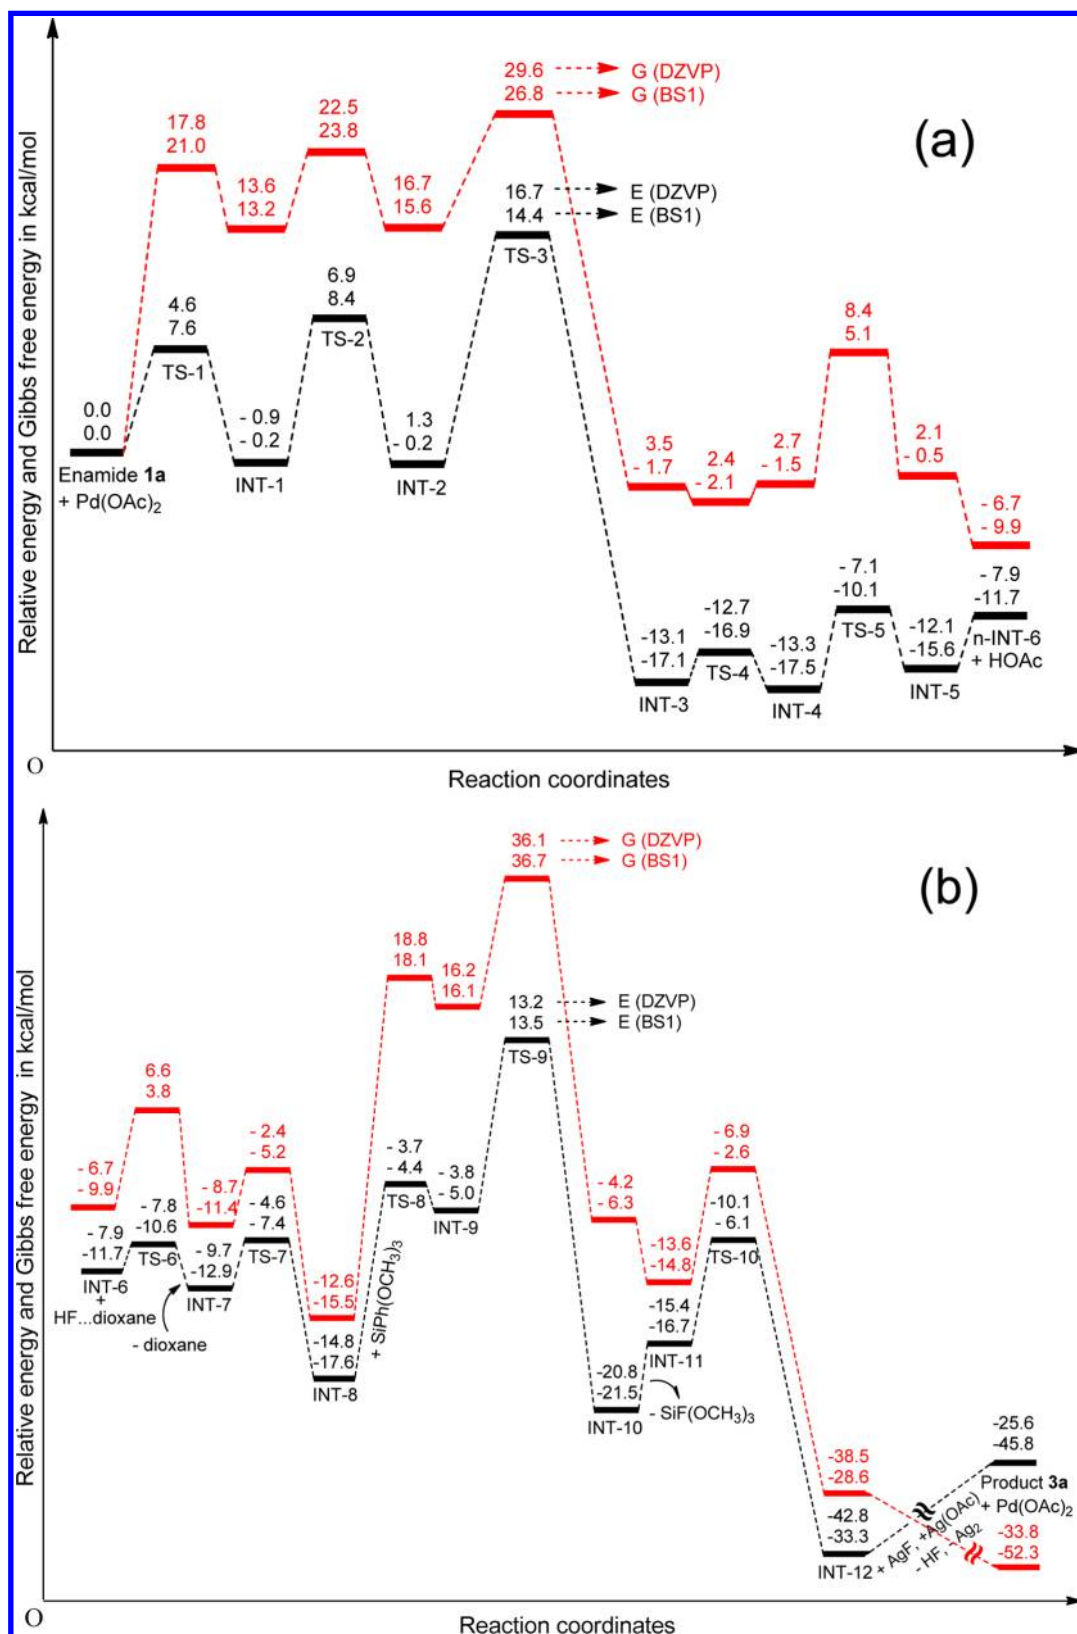 Relative energy and Gibbs free energy in kcal/mol
(a)
29.6 G (DZVP)
26.8 G (BS1)
17.8
21.0
22.5
23.8
13.6
13.2
16.7
15.6
16.7 E (DZVP)
14.4 E (BS1)
TS-3
4.6
7.6
TS-1
6.9
8.4
TS-2
0.0
0.0
Enamide 1a
+ Pd(OAc)2
- 0.9
- 0.2
INT-1
1.3
- 0.2
INT-2
3.5
- 1.7
2.4
- 2.1
2.7
- 1.5
8.4
5.1
2.1
- 0.5
- 6.7
- 9.9
-13.1
-17.1
INT-3
-12.7
-16.9
TS-4
-13.3
-17.5
INT-4
- 7.1
-10.1
TS-5
-12.1
-15.6
INT-5
- 7.9
-11.7
n-INT-6
+ HOAc
O
Reaction coordinates
Relative energy and Gibbs free energy in kcal/mol
(b)
36.1 G (DZVP)
36.7 G (BS1)
18.8
18.1
16.2
16.1
13.2 E (DZVP)
13.5 E (BS1)
TS-9
6.6
3.8
- 6.7
- 9.9
- 8.7
-11.4
- 2.4
- 5.2
- 7.9
-11.7
INT-6
+
HF...dioxane
- 7.8
-10.6
TS-6
- 9.7
-12.9
INT-7
- dioxane
- 4.6
- 7.4
TS-7
-12.6
-15.5
-14.8
-17.6
INT-8
+ SiPh(OCH3)3
- 3.7
- 4.4
TS-8
- 3.8
- 5.0
INT-9
- 4.2
- 6.3
-13.6
-14.8
- 6.9
- 2.6
-10.1
- 6.1
TS-10
-15.4
-16.7
INT-11
-20.8
-21.5
INT-10
- SiF(OCH3)3
-38.5
-28.6
-42.8
-33.3
INT-12
+ AgF, +Ag(OAc)
- HF, - Ag2
-25.6
-45.8
Product 3a
+ Pd(OAc)2
-33.8
-52.3
O
Reaction coordinates